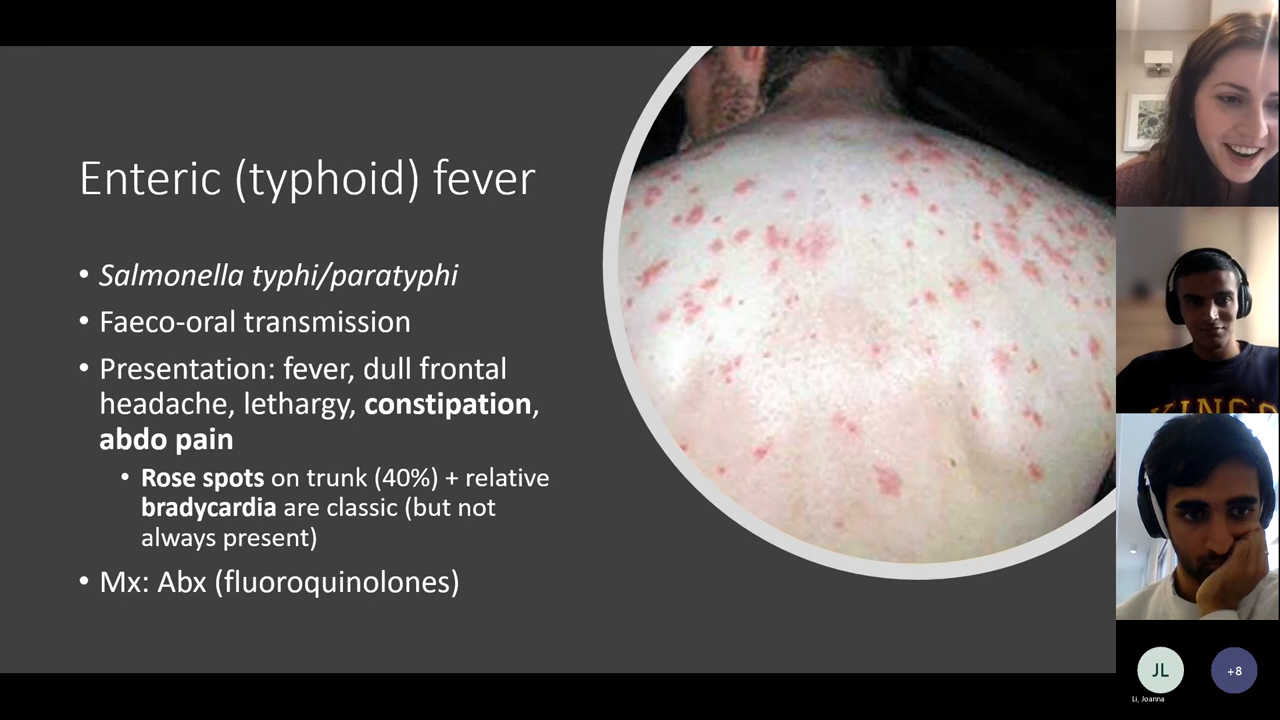 Enteric (typhoid) fever
• Salmonella typhi/paratyphi
• Faeco-oral transmission
• Presentation: fever, dull frontal
headache, lethargy, constipation,
abdo pain
• Rose spots on trunk (40%) + relative
bradycardia are classic (but not
always present)
• Mx: Abx (fluoroquinolones)
KING'S
JL
+8
Li, Joanna